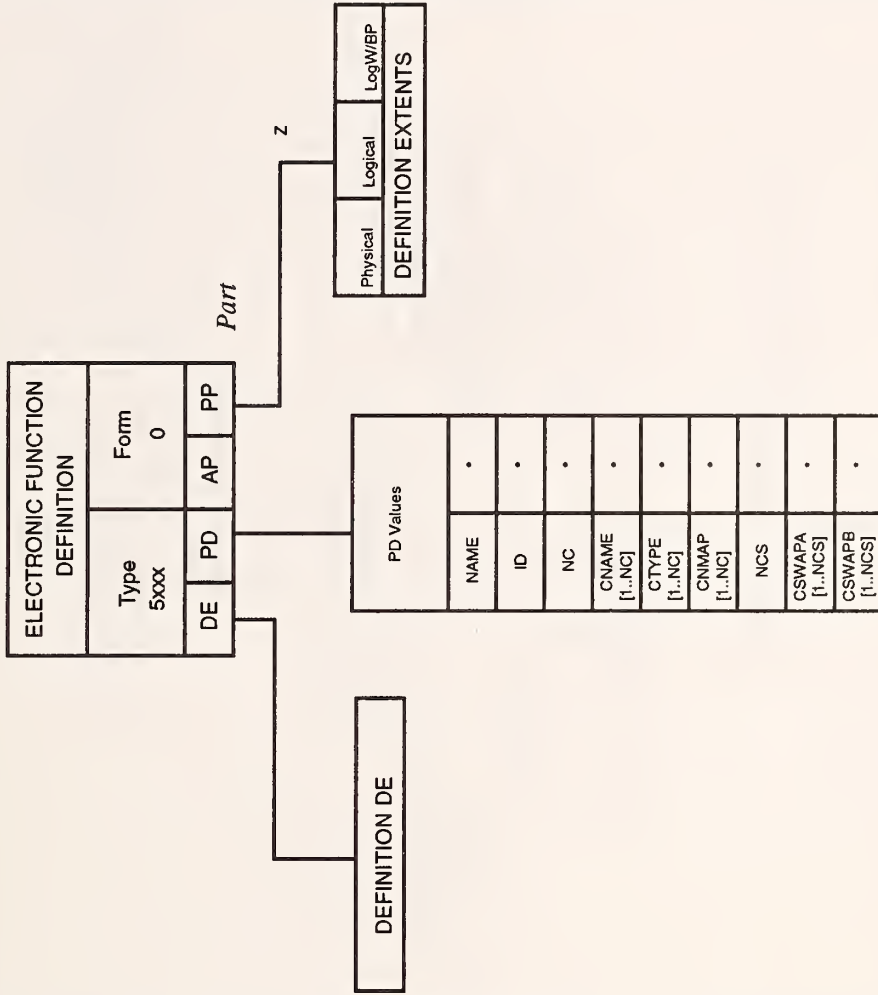 ELECTRONIC FUNCTION
DEFINITION
Type
5xxx
Form
0
DE
PD
AP
PP
Part
z
Physical
Logical
LogW/BP
DEFINITION EXTENTS
DEFINITION DE
PD Values
NAME
•
ID
•
NC
•
CNAME
[1..NC]
•
CTYPE
[1..NC]
•
CNMAP
[1..NC]
•
NCS
•
CSWAPA
[1..NCS]
•
CSWAPB
[1..NCS]
•